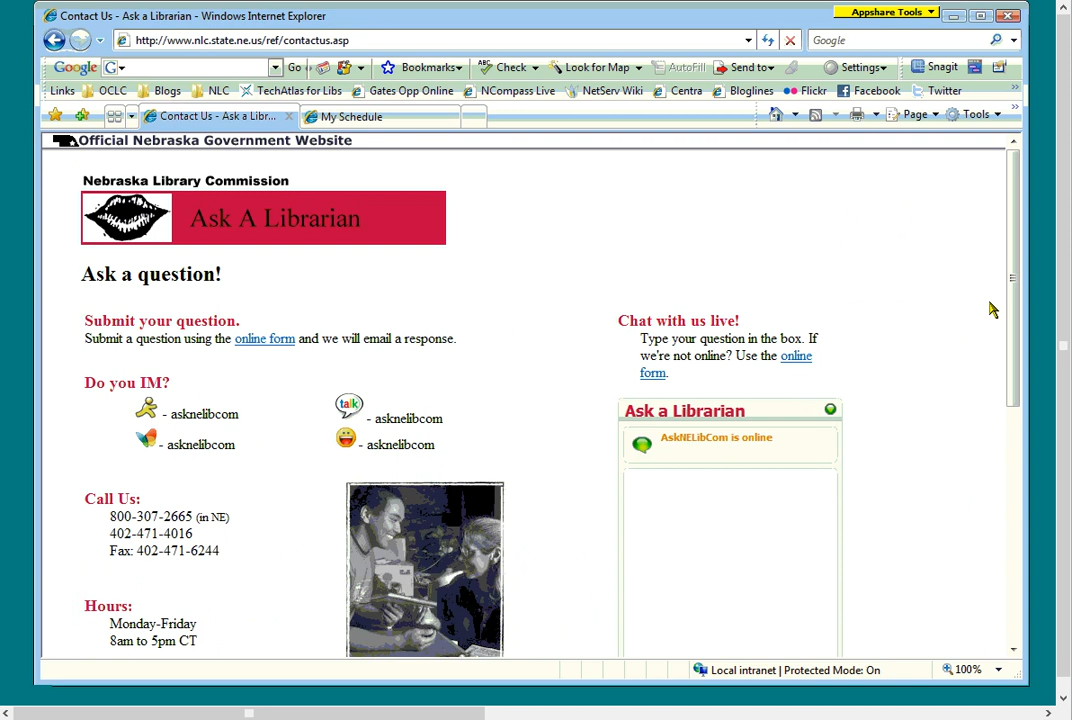 Contact Us - Ask a Librarian - Windows Internet Explorer
Appshare Tools
http://www.nlc.state.ne.us/ref/contactus.asp
Google
Google
G
Go
Bookmarks
ABC
Check
Look for Map
AutoFill
Send to
Settings
Snagit
Links
OCLC
Blogs
NLC
TechAtlas for Libs
Gates Opp Online
NCompass Live
NetServ Wiki
Centra
Bloglines
Flickr
Facebook
Twitter
Contact Us - Ask a Libr...
My Schedule
Page
Tools
Official Nebraska Government Website
Nebraska Library Commission
Ask A Librarian
Ask a question!
Submit your question.
Submit a question using the online form and we will email a response.
Do you IM?
- asknelibcom
talk
- asknelibcom
- asknelibcom
- asknelibcom
Call Us:
800-307-2665 (in NE)
402-471-4016
Fax: 402-471-6244
Hours:
Monday-Friday
8am to 5pm CT
Chat with us live!
Type your question in the box. If
we're not online? Use the online
form.
Ask a Librarian
AskNELibCom is online
Local intranet | Protected Mode: On
100%